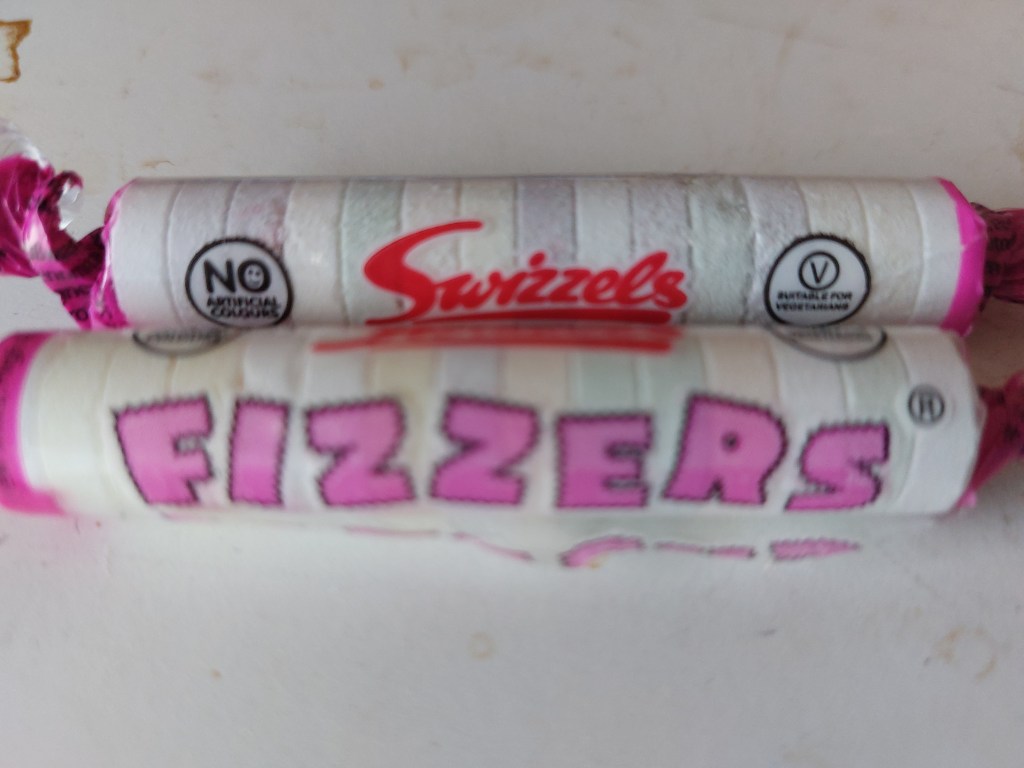 NO
ARTIFICIAL
COLOURS
Swizzels
V
SUITABLE FOR
VEGETARIANS
FIZZERS ®